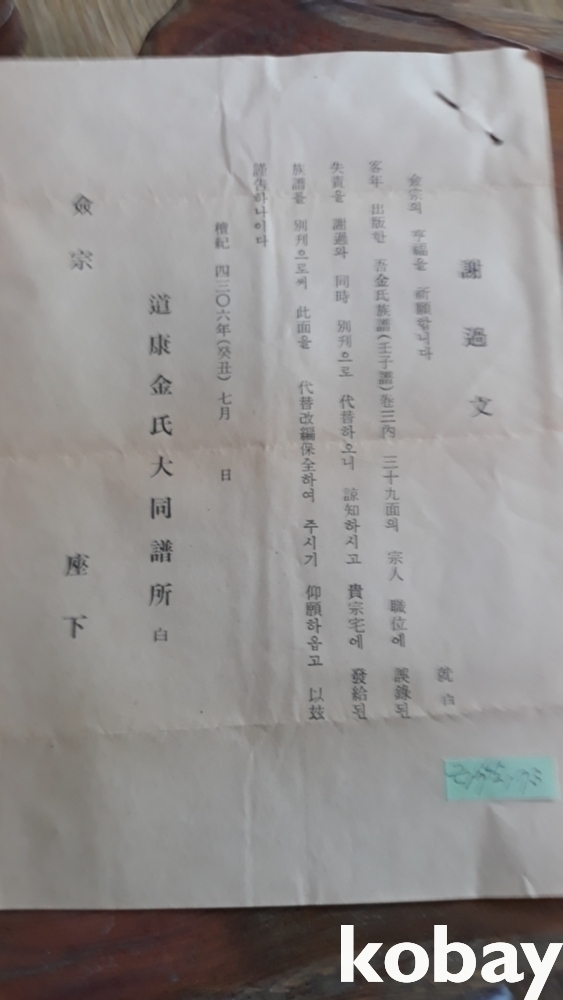 謝過文
僉宗의 亨福을 祈願합니다 就白
客年 出版한 吾金氏族譜(壬子譜)卷三內 三十九面의 宗人 職位에 誤錄된
失責을 謝過와 同時 別刋으로 代替하오니 諒知하시고 貴宗宅에 發給된
族譜를 別刋으로써 此面을 代替改編保全하여 주시기 仰願하옵고 以玆
謹告하나이다
檀紀 四三〇六年(癸丑) 七月 日
道康金氏大同譜所 白
僉宗 座下
kobay